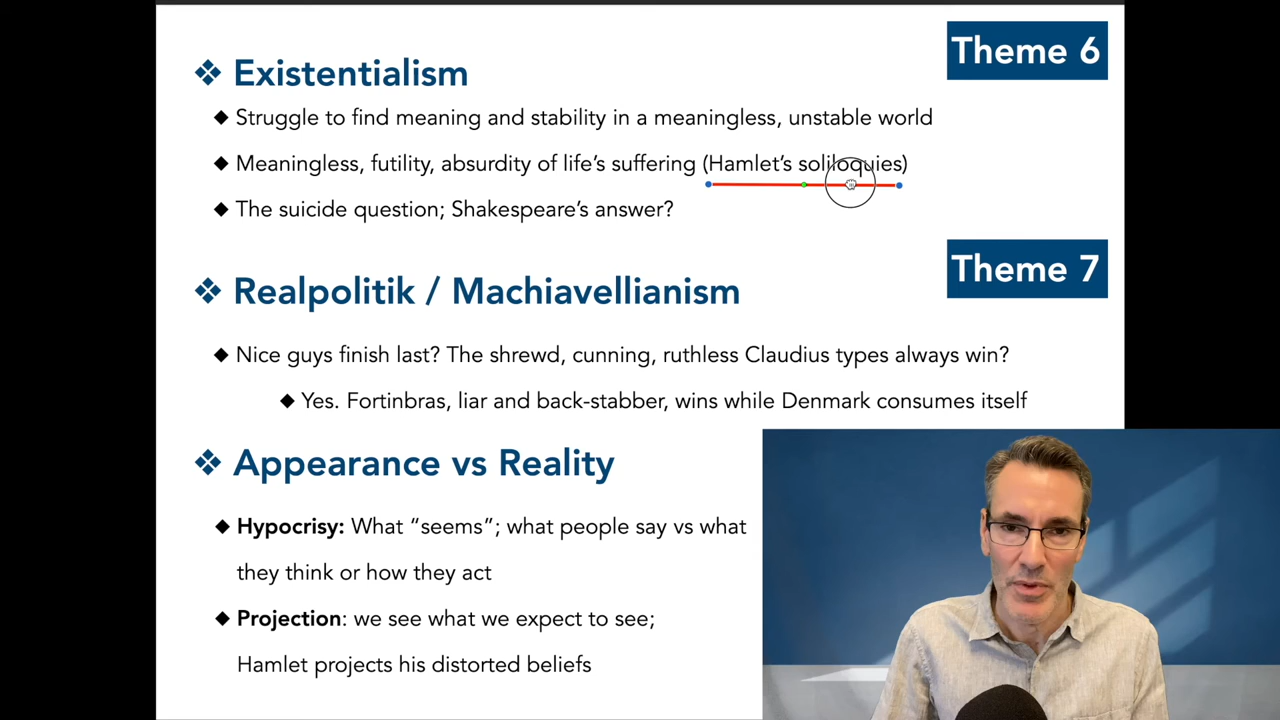 Theme 6
Existentialism
Struggle to find meaning and stability in a meaningless, unstable world
Meaningless, futility, absurdity of life's suffering (Hamlet's soliloquies)
The suicide question; Shakespeare's answer?
Theme 7
Realpolitik / Machiavellianism
Nice guys finish last? The shrewd, cunning, ruthless Claudius types always win?
Yes. Fortinbras, liar and back-stabber, wins while Denmark consumes itself
Appearance vs Reality
Hypocrisy: What “seems”; what people say vs what
they think or how they act
Projection: we see what we expect to see;
Hamlet projects his distorted beliefs